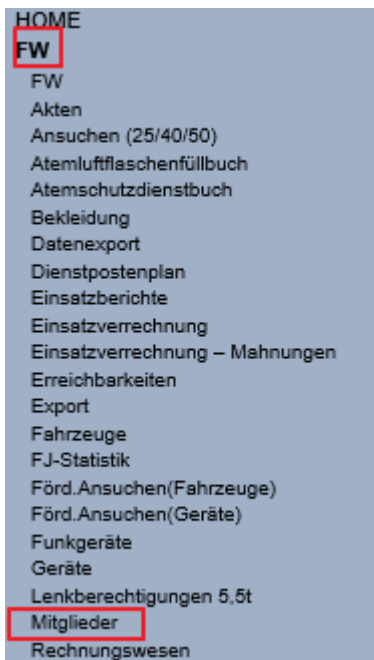 HOME
FW
FW
Akten
Ansuchen (25/40/50)
Atemluftflaschenfüllbuch
Atemschutzdienstbuch
Bekleidung
Datenexport
Dienstpostenplan
Einsatzberichte
Einsatzverrechnung
Einsatzverrechnung – Mahnungen
Erreichbarkeiten
Export
Fahrzeuge
FJ-Statistik
Förd.Ansuchen(Fahrzeuge)
Förd.Ansuchen(Geräte)
Funkgeräte
Geräte
Lenkberechtigungen 5,5t
Mitglieder
Rechnungswesen